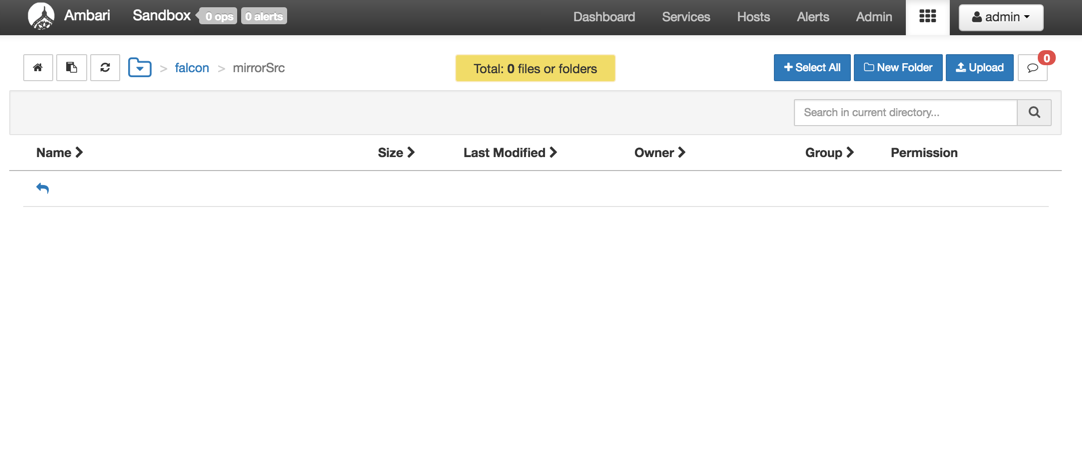 Ambari Sandbox 0 ops 0 alerts Dashboard Services Hosts Alerts Admin admin
> falcon > mirrorSrc Total: 0 files or folders Select All New Folder Upload 0
Search in current directory...
Name Size Last Modified Owner Group Permission